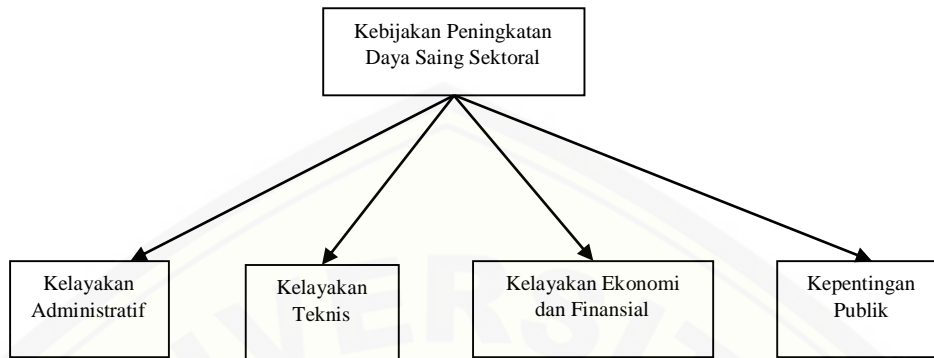 Kebijakan Peningkatan
Daya Saing Sektoral
Kelayakan
Administratif
Kelayakan
Teknis
Kelayakan Ekonomi
dan Finansial
Kepentingan
Publik